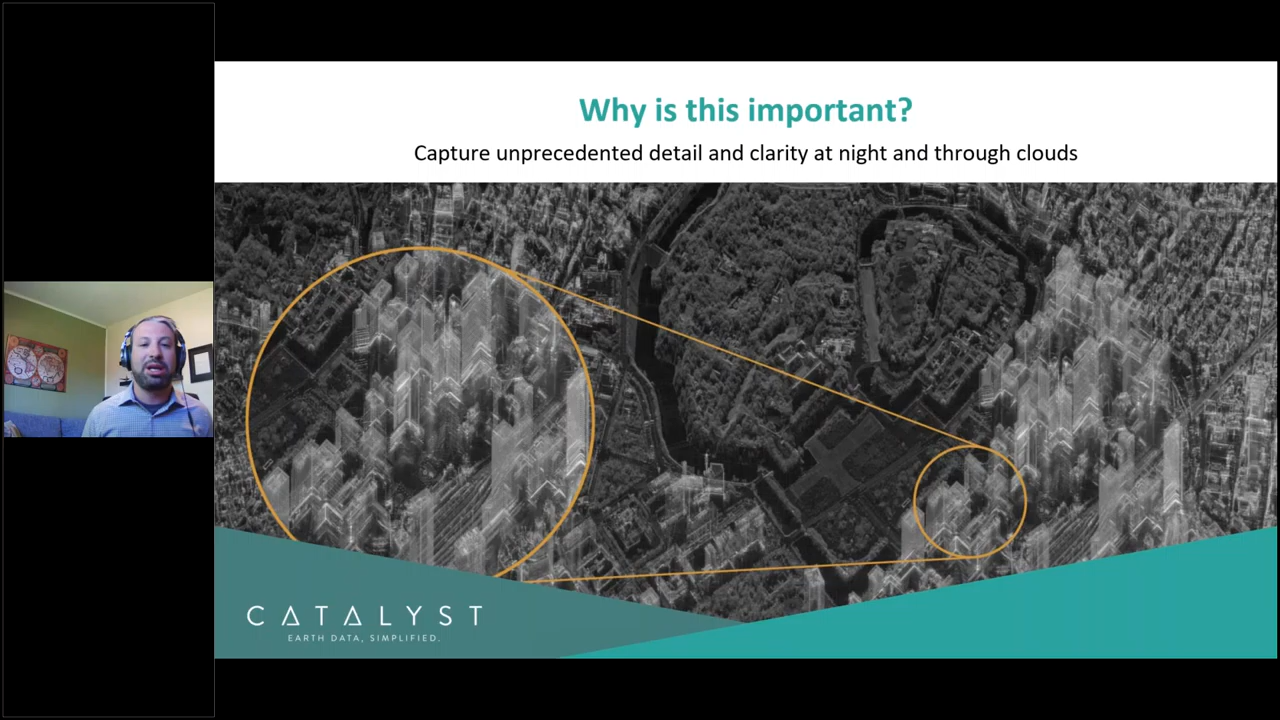 Why is this important?
Capture unprecedented detail and clarity at night and through clouds
CATALYST
EARTH DATA, SIMPLIFIED.